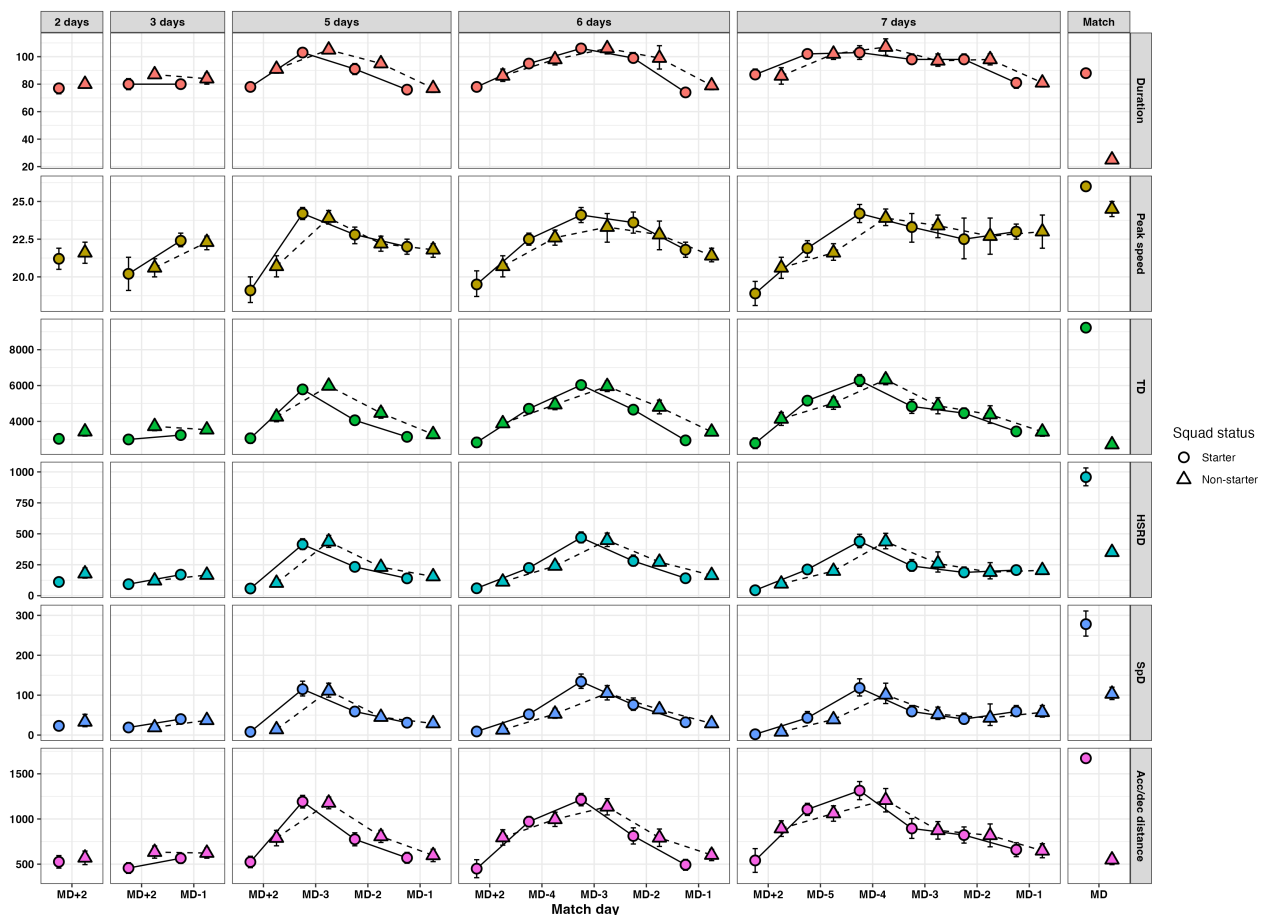 2 days 3 days 5 days 6 days 7 days Match
100
80
60
40
20
Duration
25.0
22.5
20.0
Peak speed
8000
6000
4000
TD
1000
750
500
250
0
HSRD
300
200
100
0
SpD
1500
1000
500
Acc/dec distance
MD+2 MD+2 MD-1 MD+2 MD-3 MD-2 MD-1 MD+2 MD-4 MD-3 MD-2 MD-1 MD+2 MD-5 MD-4 MD-3 MD-2 MD-1 MD
Match day
Squad status
Starter
Non-starter